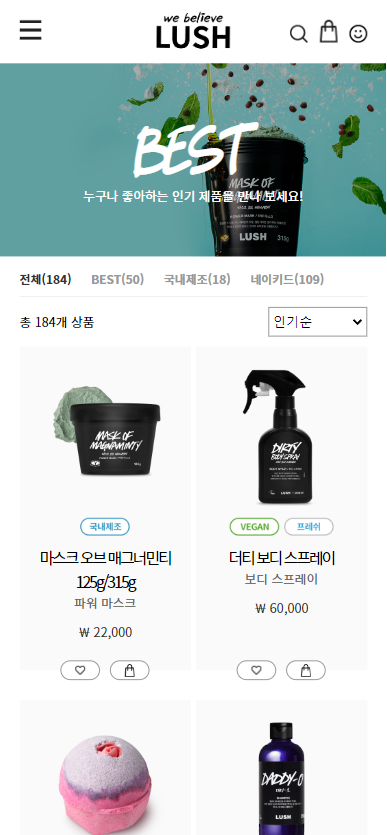 we believe
LUSH
BEST
MASK OF
누구나 좋아하는 인기 제품을 만나 보세요!
LUSH 315g
전체(184) BEST(50) 국내제조(18) 네이키드(109)
총 184개 상품
인기순
MASK OF
MAGNAMINTY
DIRTY
BODY SPRAY
LUSH
국내제조
VEGAN 프레쉬
마스크 오브 매그너민티
125g/315g
파워 마스크
₩ 22,000
더티 보디 스프레이
보디 스프레이
₩ 60,000
DADDY-O
LUSH